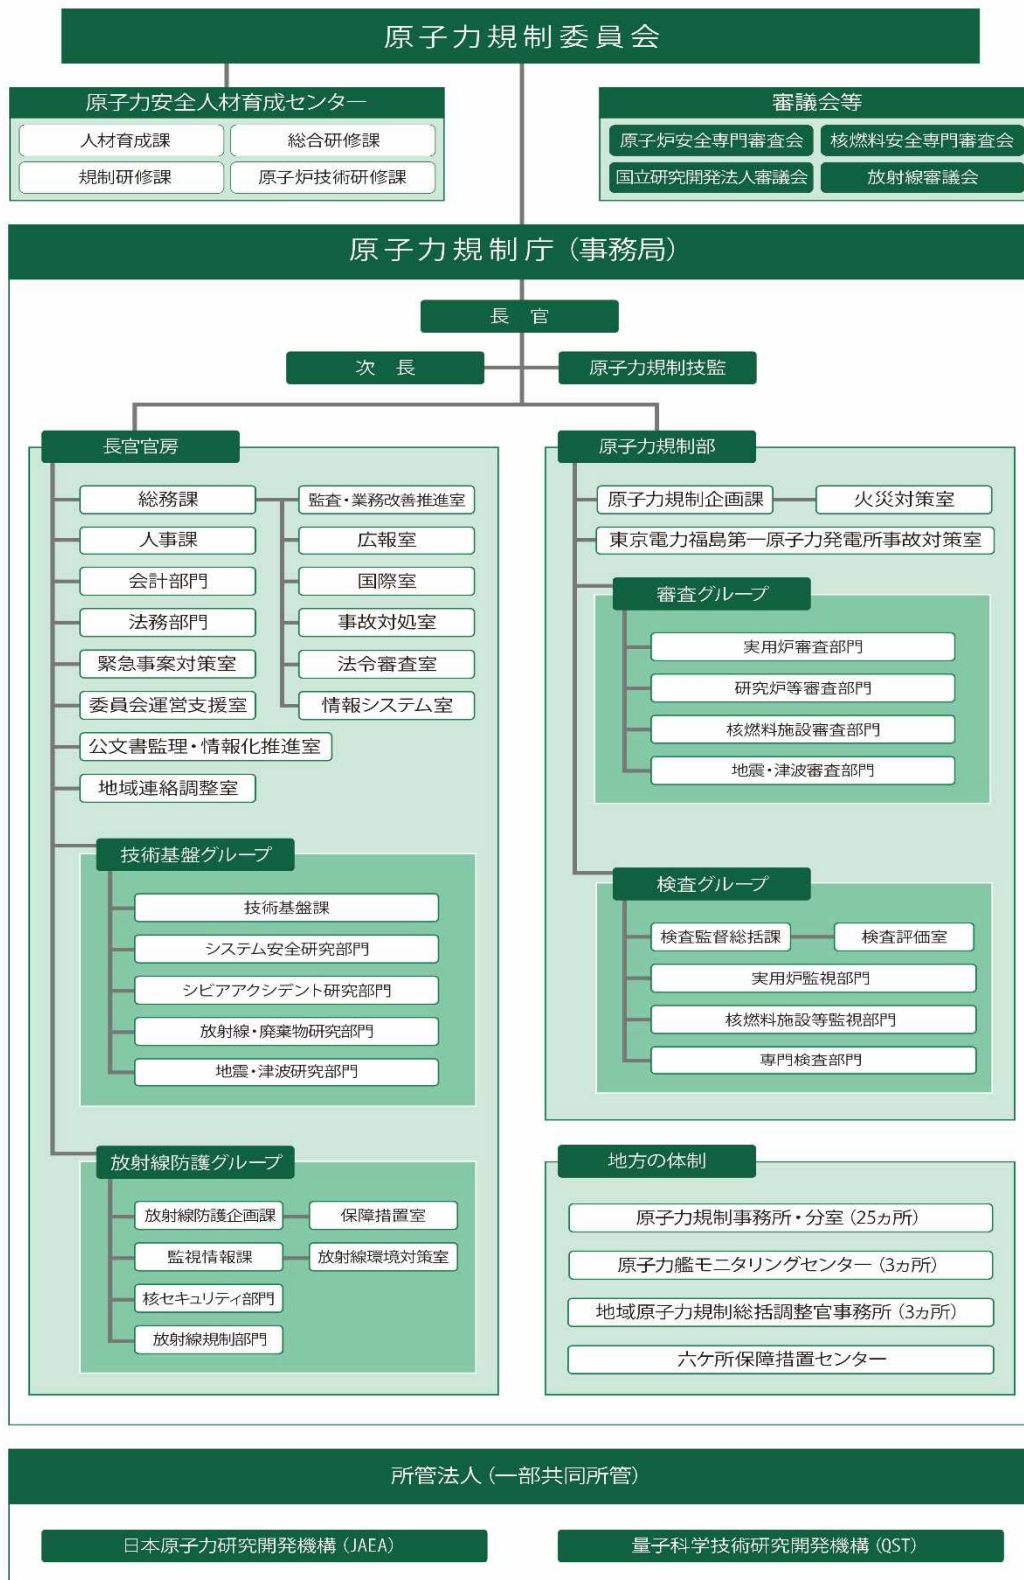 原子力規制委員会
原子力安全人材育成センター
人材育成課
総合研修課
規制研修課
原子炉技術研修課
審議会等
原子炉安全専門審査会
核燃料安全専門審査会
国立研究開発法人審議会
放射線審議会
原子力規制庁（事務局）
長　官
次　長
原子力規制技監
長官官房
総務課
監査・業務改善推進室
人事課
広報室
会計部門
国際室
法務部門
事故対処室
緊急事案対策室
法令審査室
委員会運営支援室
情報システム室
公文書監理・情報化推進室
地域連絡調整室
技術基盤グループ
技術基盤課
システム安全研究部門
シビアアクシデント研究部門
放射線・廃棄物研究部門
地震・津波研究部門
放射線防護グループ
放射線防護企画課
保障措置室
監視情報課
放射線環境対策室
核セキュリティ部門
放射線規制部門
原子力規制部
原子力規制企画課
火災対策室
東京電力福島第一原子力発電所事故対策室
審査グループ
実用炉審査部門
研究炉等審査部門
核燃料施設審査部門
地震・津波審査部門
検査グループ
検査監督総括課
検査評価室
実用炉監視部門
核燃料施設等監視部門
専門検査部門
地方の体制
原子力規制事務所・分室（25ヵ所）
原子力艦モニタリングセンター（3ヵ所）
地域原子力規制総括調整官事務所（3ヵ所）
六ケ所保障措置センター
所管法人（一部共同所管）
日本原子力研究開発機構（JAEA）
量子科学技術研究開発機構（QST）